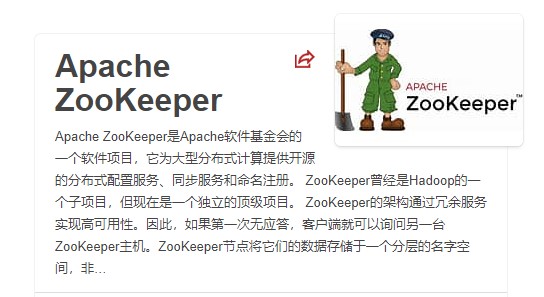 Apache
ZooKeeper
APACHE
ZooKeeper™
Apache ZooKeeper是Apache软件基金会的
一个软件项目，它为大型分布式计算提供开源
的分布式配置服务、同步服务和命名注册。 ZooKeeper曾经是Hadoop的一
个子项目，但现在是一个独立的顶级项目。 ZooKeeper的架构通过冗余服务
实现高可用性。因此，如果第一次无应答，客户端就可以询问另一台
ZooKeeper主机。ZooKeeper节点将它们的数据存储于一个分层的名字空
间，非...